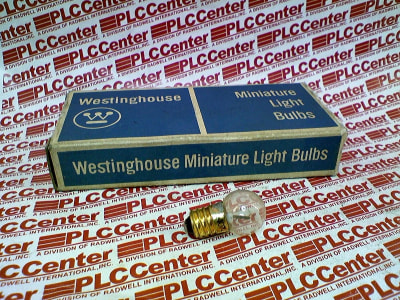 Westinghouse
Miniature
Light
Bulbs
Westinghouse Miniature Light Bulbs
PLCCenter
A DIVISION OF RADWELL INTERNATIONAL, INC.